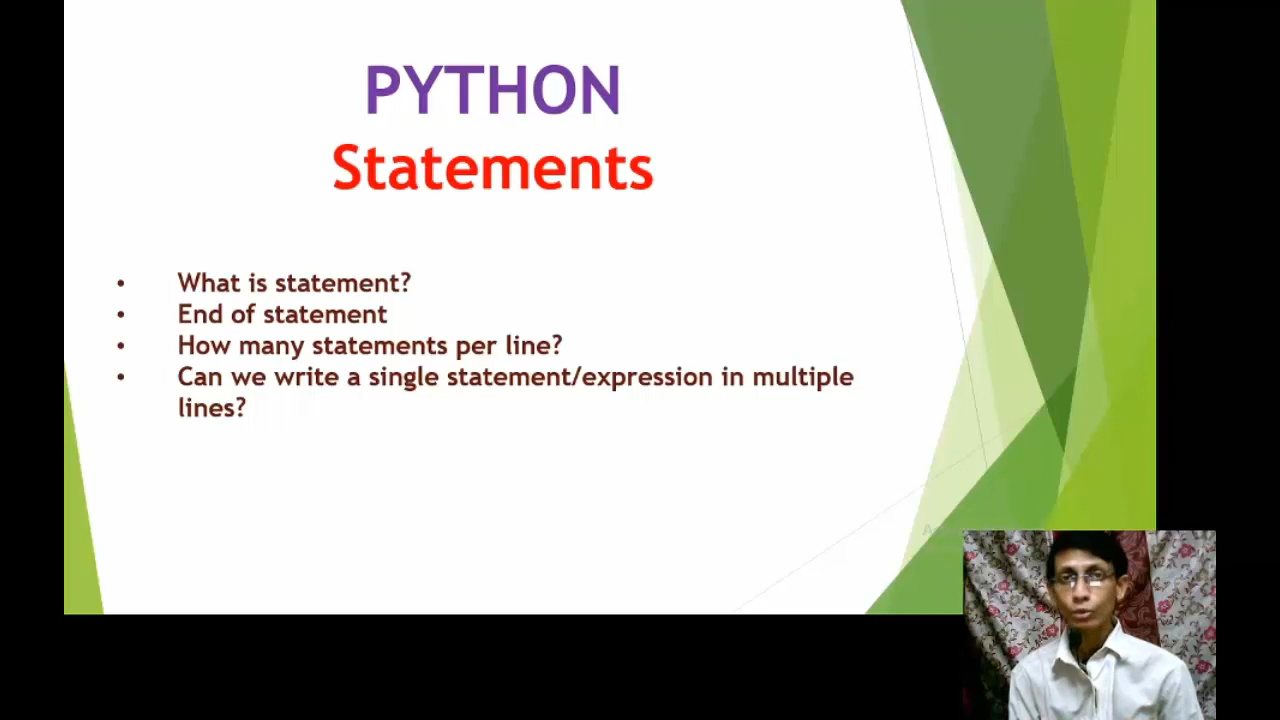 PYTHON
Statements
• What is statement?
• End of statement
• How many statements per line?
• Can we write a single statement/expression in multiple
lines?